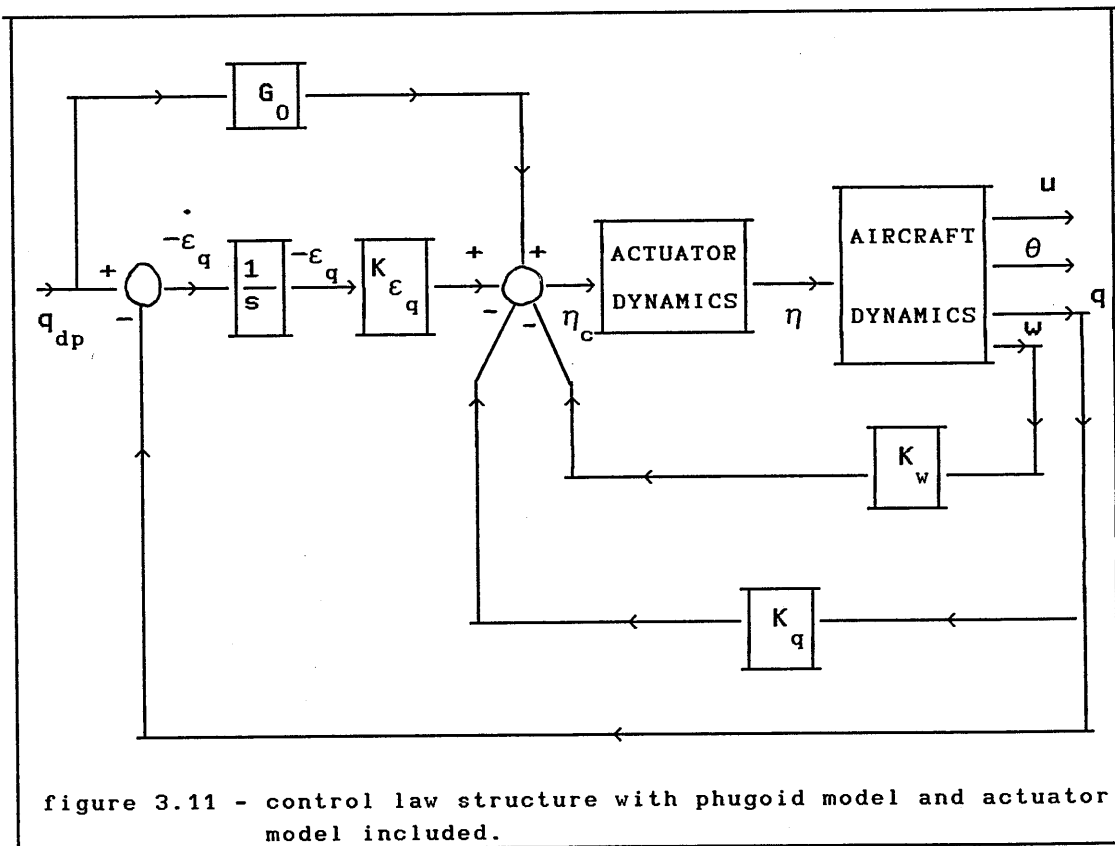 G₀
u
-ε̇q
-εq
+
1/s
Kεq
+ +
ACTUATOR
DYNAMICS
AIRCRAFT
DYNAMICS
θ
q
w
qdp
-
- -
ηc
η
Kw
Kq
figure 3.11 - control law structure with phugoid model and actuator
model included.